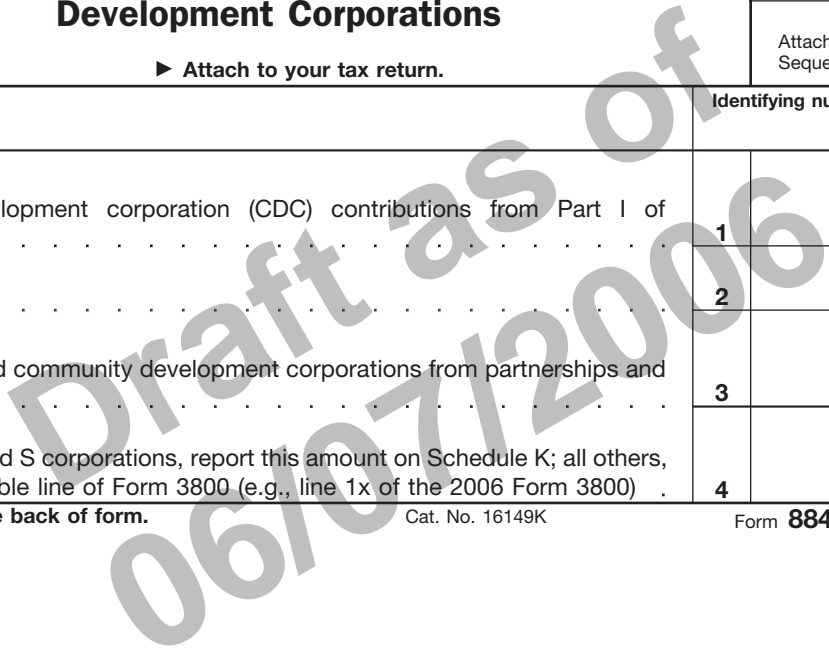 Development Corporations
Attach
▶ Attach to your tax return.
Seque
Identifying nu
lopment corporation (CDC) contributions from Part I of
. . . . . . . . . . . . . . . . . . . . . 1
. . . . . . . . . . . . . . . . . . . . . 2
d community development corporations from partnerships and
. . . . . . . . . . . . . . . . . . . . . 3
d S corporations, report this amount on Schedule K; all others,
ble line of Form 3800 (e.g., line 1x of the 2006 Form 3800) . 4
e back of form. Cat. No. 16149K Form 884
Draft as of
06/07/2006